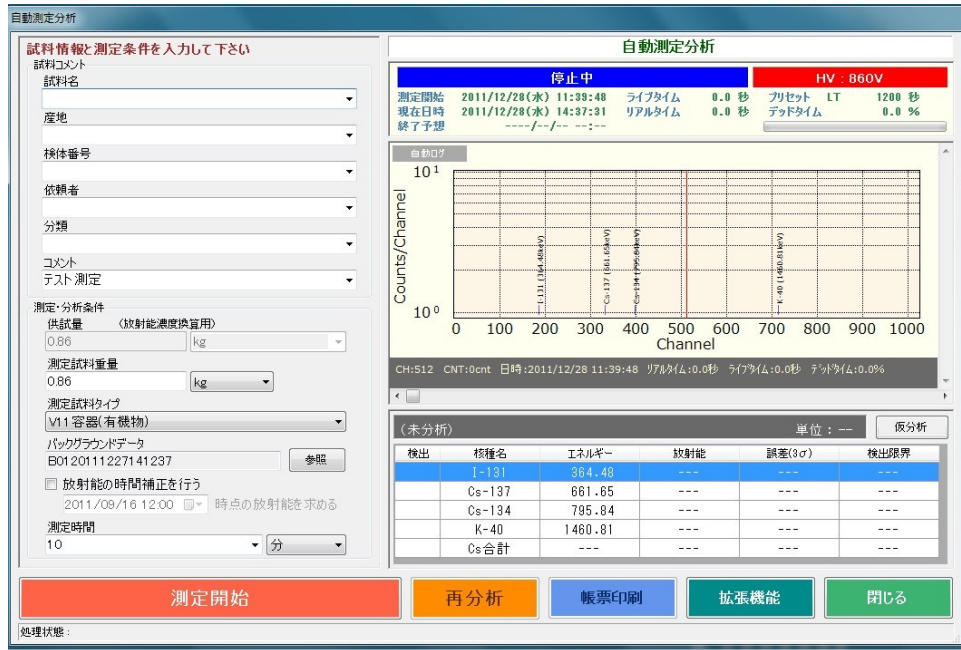 自動測定分析
試料情報と測定条件を入力して下さい
試料コメント
試料名
産地
検体番号
依頼者
分類
コメント
テスト測定
測定・分析条件
供試量 (放射能濃度換算用)
0.86 kg
測定試料重量
0.86 kg
測定試料タイプ
V11容器(有機物)
バックグラウンドデータ
B0120111227141237 参照
放射能の時間補正を行う
2011/09/16 12:00 時点の放射能を求める
測定時間
10 分
自動測定分析
停止中 HV : 860V
測定開始 2011/12/28(水) 11:39:48 ライブタイム 0.0 秒 プリセット LT 1200 秒
現在日時 2011/12/28(水) 14:37:31 リアルタイム 0.0 秒 デッドタイム 0.0 %
終了予想 ----/--/-- --:--
自動ログ
Counts/Channel
10 1
10 0
I-131 (364.48keV)
Cs-137 (661.65keV)
Cs-134 (795.84keV)
K-40 (1460.81keV)
0 100 200 300 400 500 600 700 800 900 1000
Channel
CH:512 CNT:0cnt 日時:2011/12/28 11:39:48 リアルタイム:0.0秒 ライブタイム:0.0秒 デッドタイム:0.0%
(未分析) 単位 : -- 仮分析
検出 核種名 エネルギー 放射能 誤差(3σ) 検出限界
I-131 364.48 --- --- ---
Cs-137 661.65 --- --- ---
Cs-134 795.84 --- --- ---
K-40 1460.81 --- --- ---
Cs合計 --- --- --- ---
測定開始 再分析 帳票印刷 拡張機能 閉じる
処理状態 :